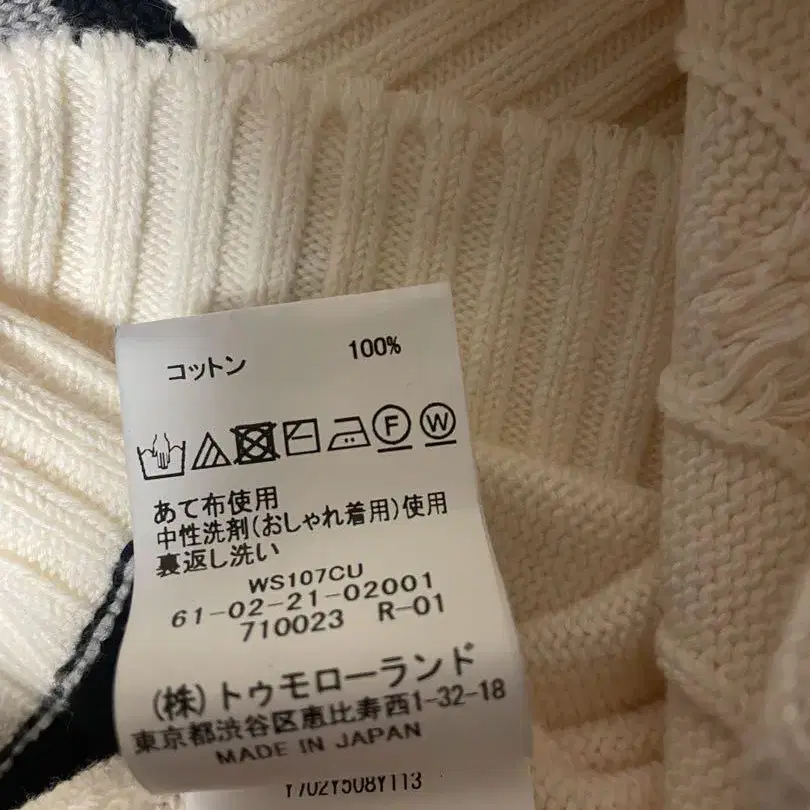 コットン 100%
F W
あて布使用
中性洗剤(おしゃれ着用)使用
裏返し洗い
WS107CU
61-02-21-02001
710023 R-01
(株)トゥモローランド
東京都渋谷区恵比寿西1-32-18
MADE IN JAPAN
Y702Y508Y113